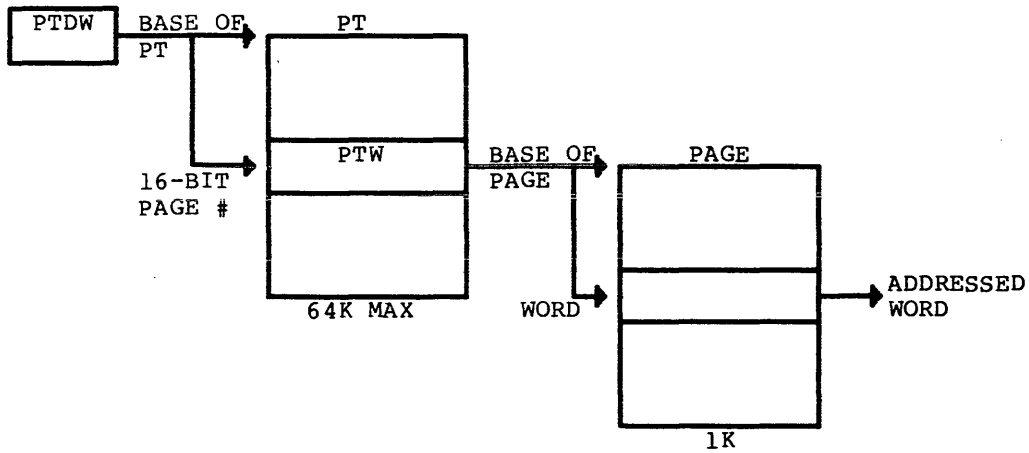 PTDW
BASE OF
PT
PT
16-BIT
PAGE #
PTW
64K MAX
BASE OF
PAGE
PAGE
WORD
ADDRESSED
WORD
1K